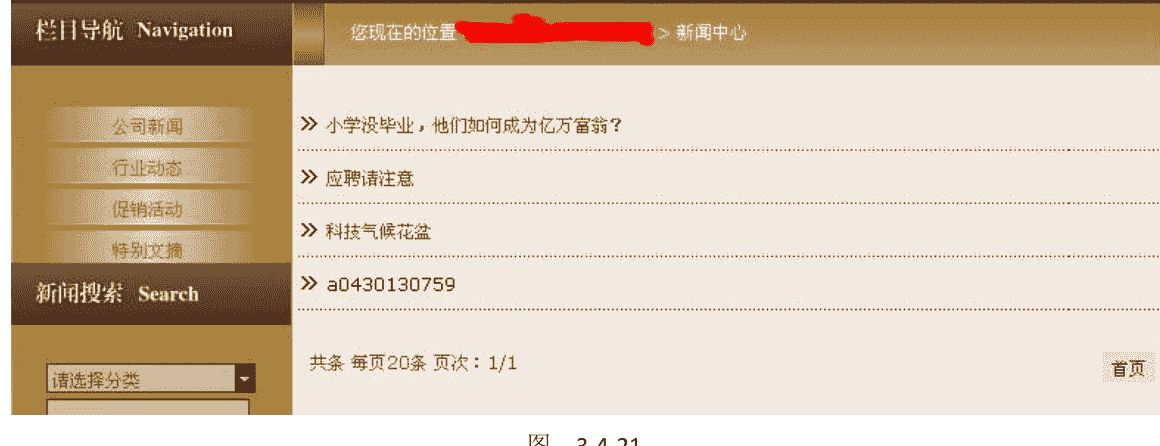 栏目导航 Navigation
您现在的位置 > 新闻中心
公司新闻
行业动态
促销活动
特别文摘
新闻搜索 Search
请选择分类
小学没毕业，他们如何成为亿万富翁？
应聘请注意
科技气候花盆
a0430130759
共条 每页20条 页次：1/1
首页
图 3.4.21